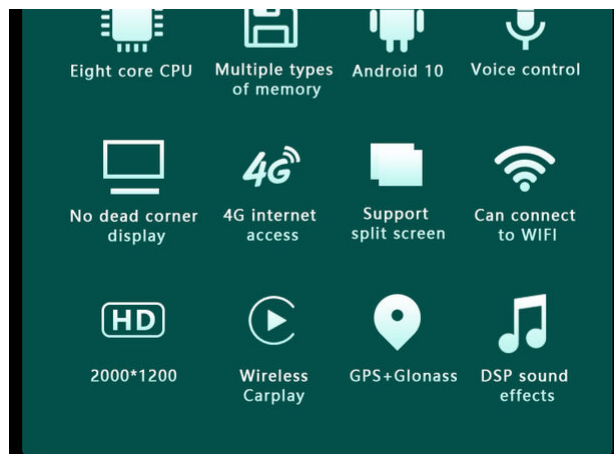 Eight core CPU
Multiple types
of memory
Android 10
Voice control
4G
No dead corner
display
4G internet
access
Support
split screen
Can connect
to WIFI
HD
2000*1200
Wireless
Carplay
GPS+Glonass
DSP sound
effects